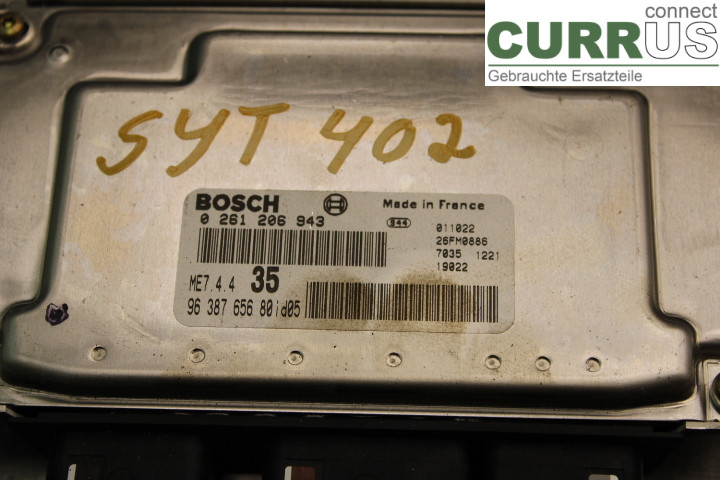 connect
CURRUS
Gebrauchte Ersatzteile
SYT 402
BOSCH
Made in France
0 261 206 943
944
011022
26FM0886
7035 1221
19022
ME7.4.4 35
96 387 656 80id05